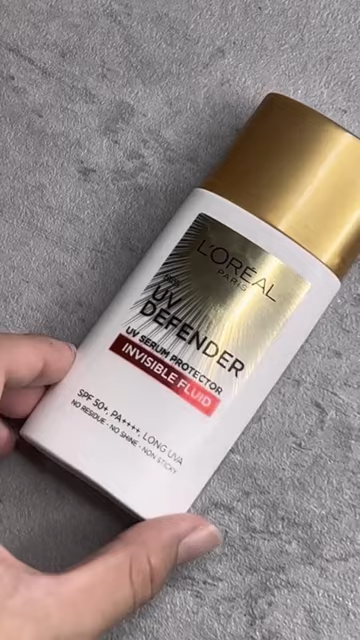 L'ORÉAL
PARIS
UV
DEFENDER
UV SERUM PROTECTOR
INVISIBLE FLUID
SPF 50+, PA++++, LONG UVA
NO RESIDUE - NO SHINE - NON STICKY